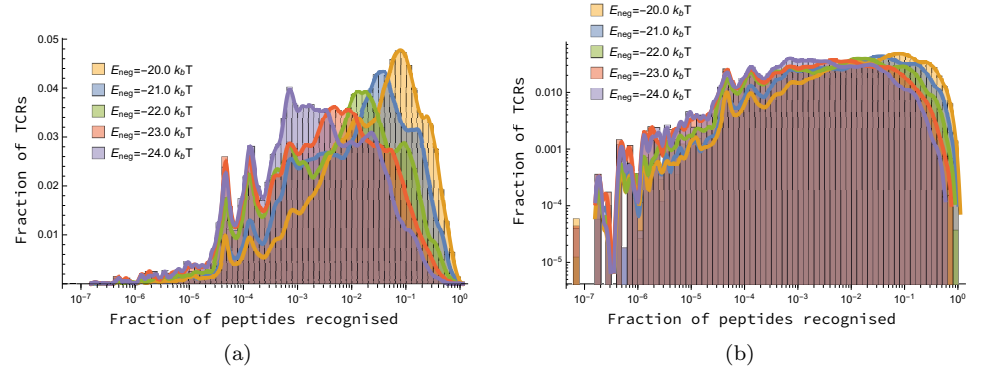 E_neg=−20.0 k_bT
E_neg=−21.0 k_bT
E_neg=−22.0 k_bT
E_neg=−23.0 k_bT
E_neg=−24.0 k_bT
0.05
0.04
0.03
0.02
0.01
Fraction of TCRs
10⁻⁷ 10⁻⁶ 10⁻⁵ 10⁻⁴ 10⁻³ 10⁻² 10⁻¹ 10⁰
Fraction of peptides recognised
(a)
E_neg=−20.0 k_bT
E_neg=−21.0 k_bT
E_neg=−22.0 k_bT
E_neg=−23.0 k_bT
E_neg=−24.0 k_bT
0.010
0.001
10⁻⁴
10⁻⁵
Fraction of TCRs
10⁻⁷ 10⁻⁶ 10⁻⁵ 10⁻⁴ 10⁻³ 10⁻² 10⁻¹ 10⁰
Fraction of peptides recognised
(b)